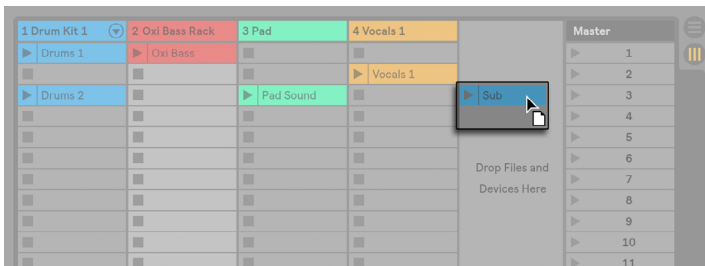 1 Drum Kit 1 2 Oxi Bass Rack 3 Pad 4 Vocals 1 Master
Drums 1 Oxi Bass 1
Vocals 1 2
Drums 2 Pad Sound Sub 3
4
5
6
Drop Files and
7
Devices Here
8
9
10
11